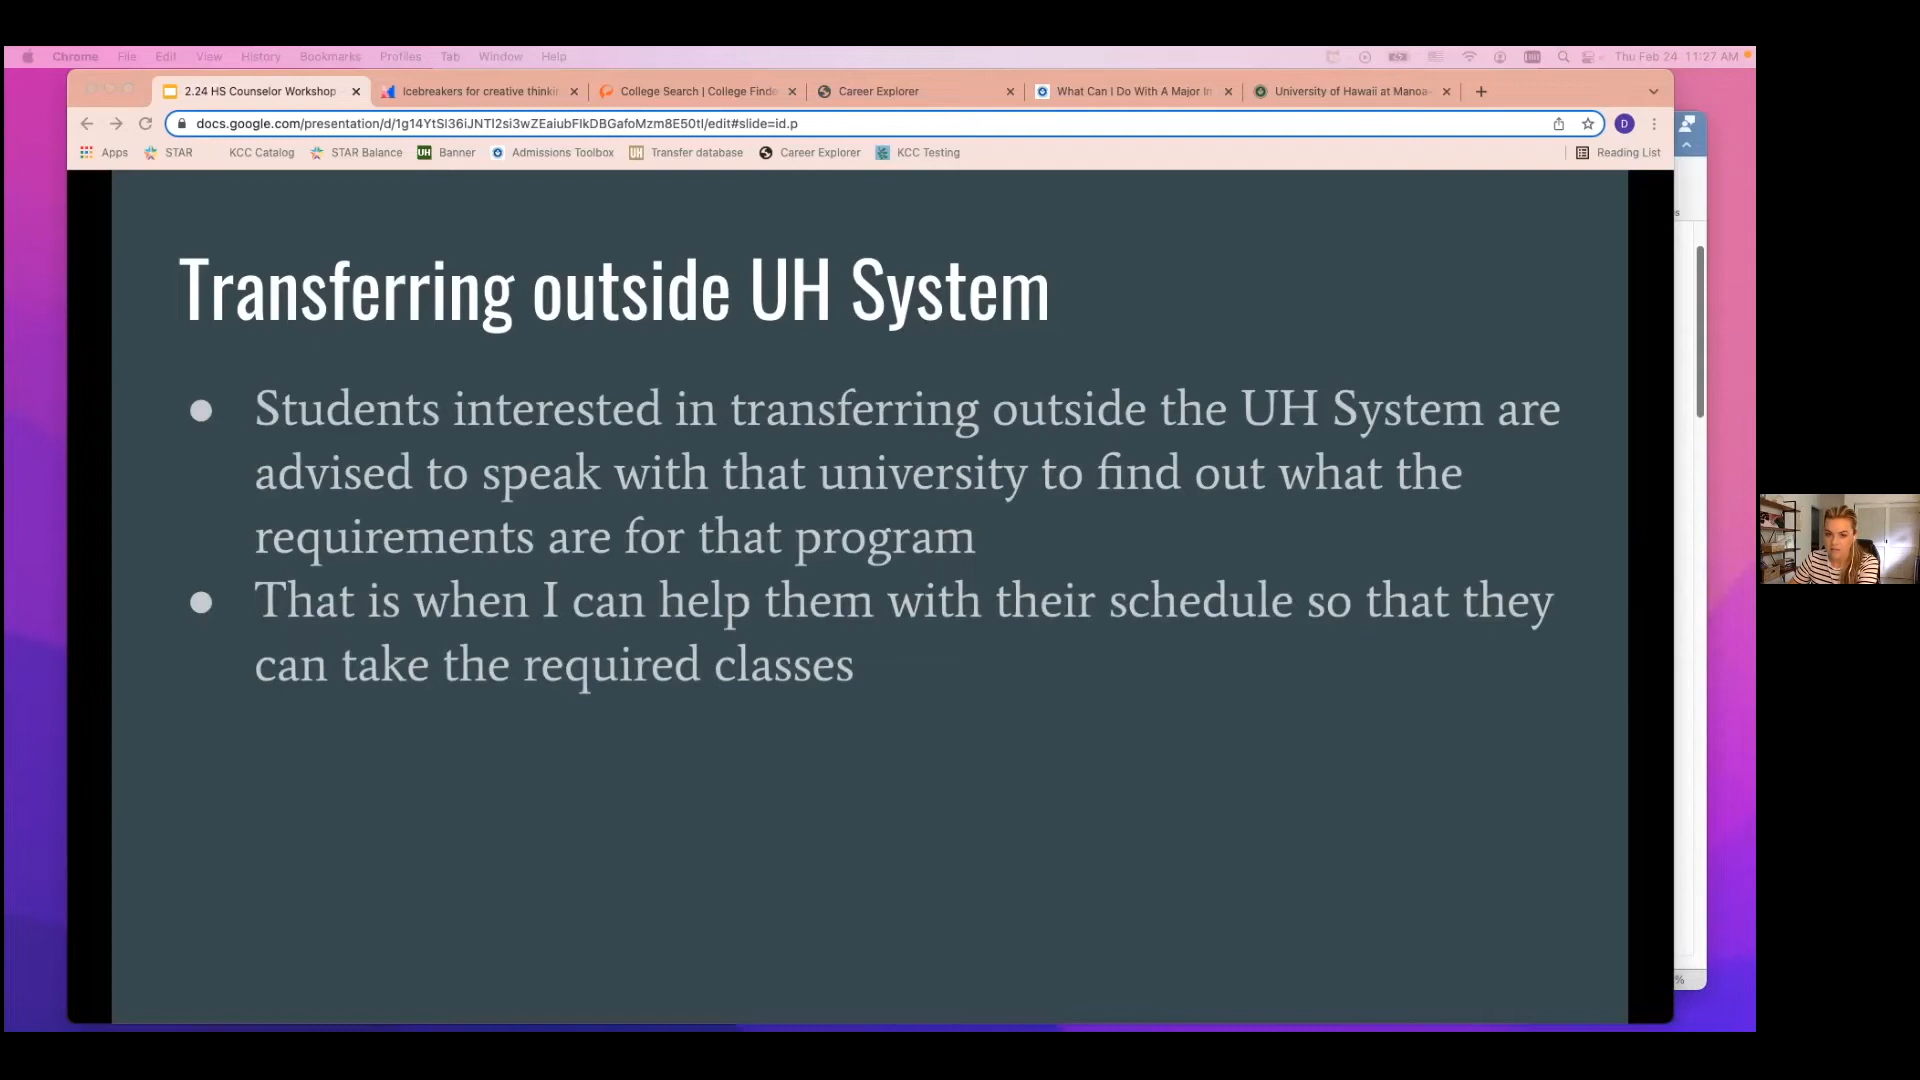 Chrome File Edit View History Bookmarks Profiles Tab Window Help Thu Feb 24 11:27 AM
2.24 HS Counselor Workshop Icebreakers for creative thinkin College Search | College Finde Career Explorer What Can I Do With A Major In University of Hawaii at Manoa
docs.google.com/presentation/d/ D
Apps STAR KCC Catalog STAR Balance UH Banner Admissions Toolbox UH Transfer database Career Explorer KCC Testing Reading List
Transferring outside UH System
● Students interested in transferring outside the UH System are
advised to speak with that university to find out what the
requirements are for that program
● That is when I can help them with their schedule so that they
can take the required classes
%